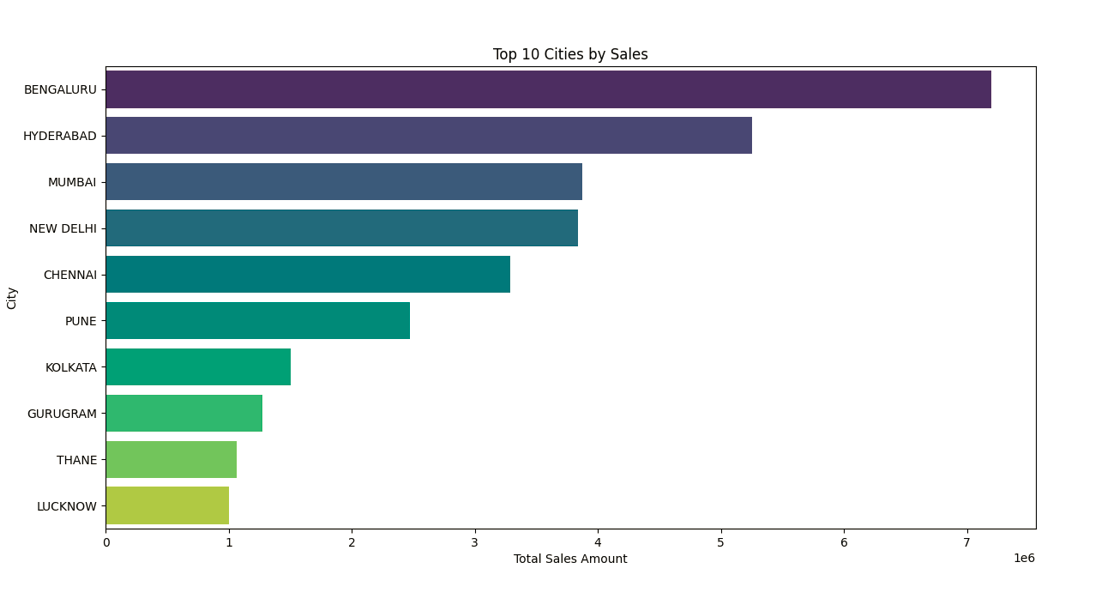 Top 10 Cities by Sales
BENGALURU
HYDERABAD
MUMBAI
NEW DELHI
CHENNAI
PUNE
KOLKATA
GURUGRAM
THANE
LUCKNOW
City
0 1 2 3 4 5 6 7
1e6
Total Sales Amount